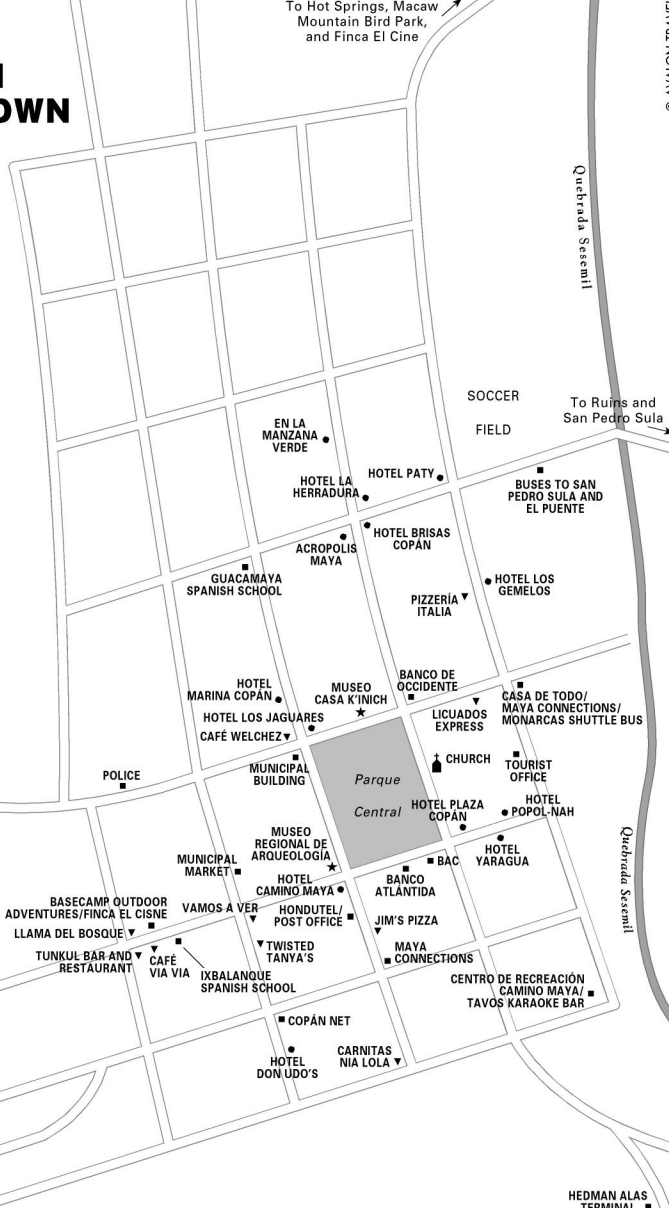 To Hot Springs, Macaw
Mountain Bird Park,
and Finca El Cine
OWN
Quebrada Sesemil
SOCCER
FIELD
To Ruins and
San Pedro Sula
EN LA
MANZANA
VERDE
HOTEL LA
HERRADURA
HOTEL PATY
BUSES TO SAN
PEDRO SULA AND
EL PUENTE
HOTEL BRISAS
COPÁN
ACROPOLIS
MAYA
GUACAMAYA
SPANISH SCHOOL
HOTEL LOS
GEMELOS
PIZZERÍA
ITALIA
HOTEL
MARINA COPÁN
MUSEO
CASA K'INICH
BANCO DE
OCCIDENTE
CASA DE TODO/
MAYA CONNECTIONS/
MONARCAS SHUTTLE BUS
HOTEL LOS JAGUARES
LICUADOS
EXPRESS
CAFÉ WELCHEZ
MUNICIPAL
BUILDING
CHURCH
TOURIST
OFFICE
POLICE
Parque
Central
HOTEL PLAZA
COPÁN
HOTEL
POPOL-NAH
MUSEO
REGIONAL DE
ARQUEOLOGÍA
HOTEL
YARAGUA
MUNICIPAL
MARKET
BAC
BANCO
ATLÁNTIDA
HOTEL
CAMINO MAYA
Quebrada Sesemil
BASECAMP OUTDOOR
ADVENTURES/FINCA EL CISNE
VAMOS A VER
HONDUTEL/
POST OFFICE
JIM'S PIZZA
LLAMA DEL BOSQUE
TUNKUL BAR AND
RESTAURANT
CAFÉ
VIA VIA
TWISTED
TANYA'S
MAYA
CONNECTIONS
IXBALANQUE
SPANISH SCHOOL
CENTRO DE RECREACIÓN
CAMINO MAYA/
TAVOS KARAOKE BAR
COPÁN NET
HOTEL
DON UDO'S
CARNITAS
NIA LOLA
HEDMAN ALAS
TERMINAL